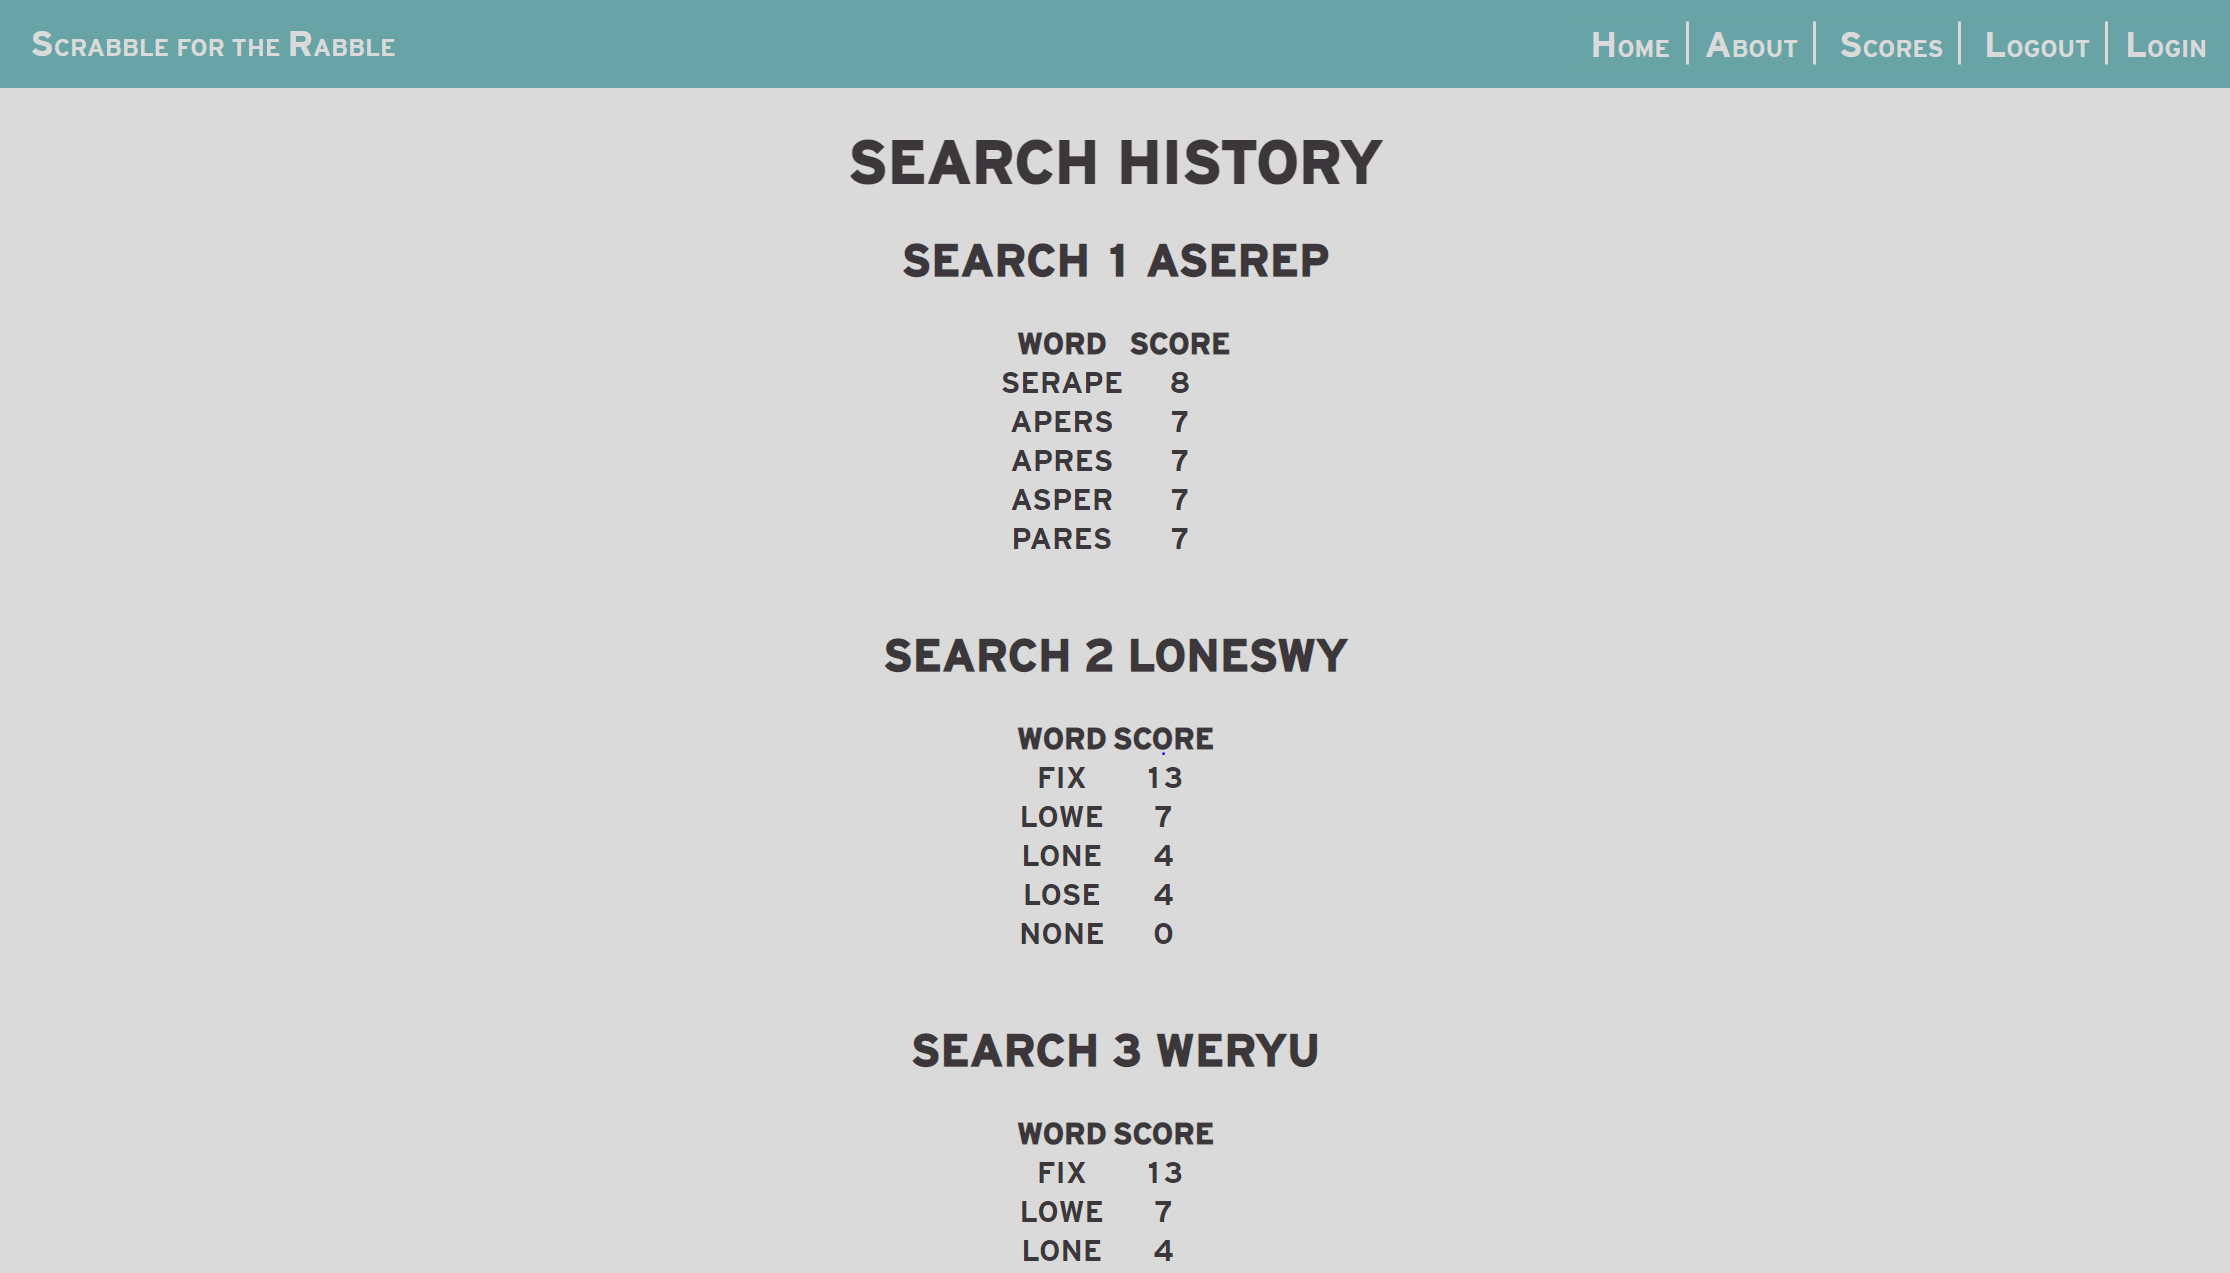 Scrabble for the Rabble
Home About Scores Logout Login
SEARCH HISTORY
SEARCH 1 ASEREP
WORD SCORE
SERAPE 8
APERS 7
APRES 7
ASPER 7
PARES 7
SEARCH 2 LONESWY
WORD SCORE
FIX 13
LOWE 7
LONE 4
LOSE 4
NONE 0
SEARCH 3 WERYU
WORD SCORE
FIX 13
LOWE 7
LONE 4